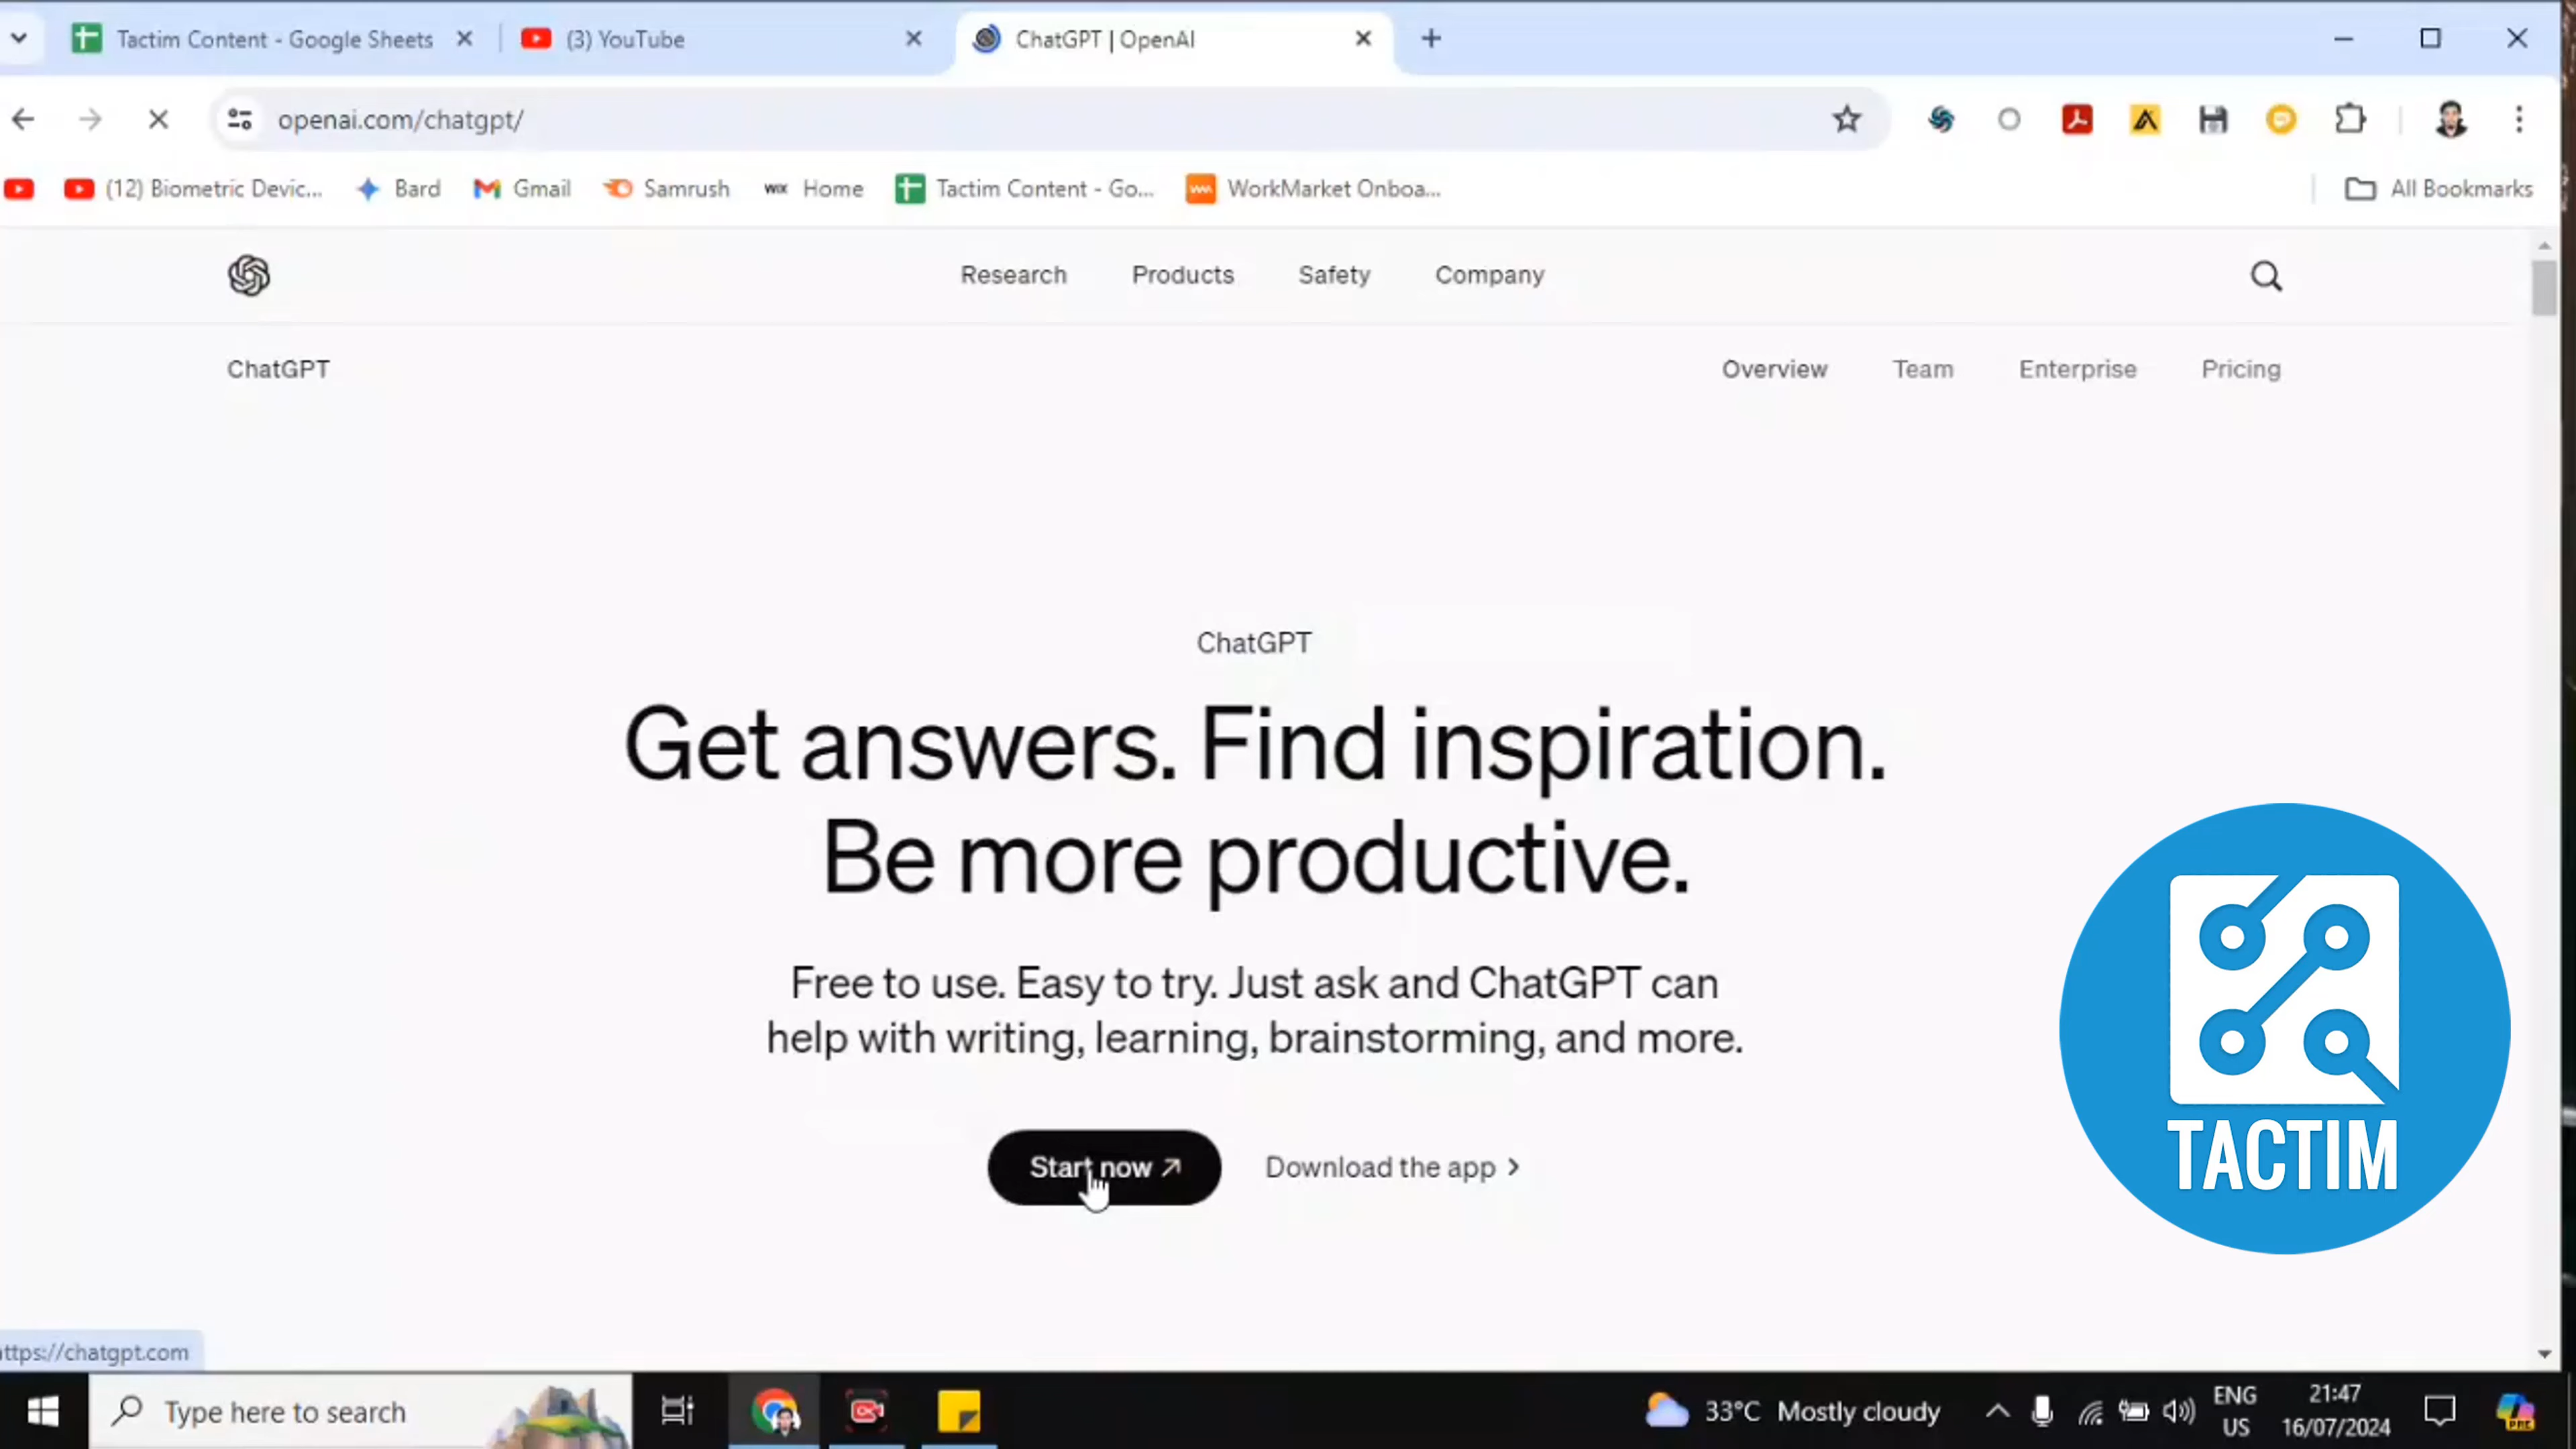 Tactim Content - Google Sheets
(3) YouTube
ChatGPT | OpenAI
openai.com/chatgpt/
(12) Biometric Devic...
Bard
Gmail
Samrush
WIX
Home
Tactim Content - Go...
WorkMarket Onboa...
All Bookmarks
Research
Products
Safety
Company
ChatGPT
Overview
Team
Enterprise
Pricing
ChatGPT
Get answers. Find inspiration.
Be more productive.
Free to use. Easy to try. Just ask and ChatGPT can
help with writing, learning, brainstorming, and more.
Start now
Download the app
TACTIM
ttps://chatgpt.com
Type here to search
33°C Mostly cloudy
ENG
US
21:47
16/07/2024
PRE